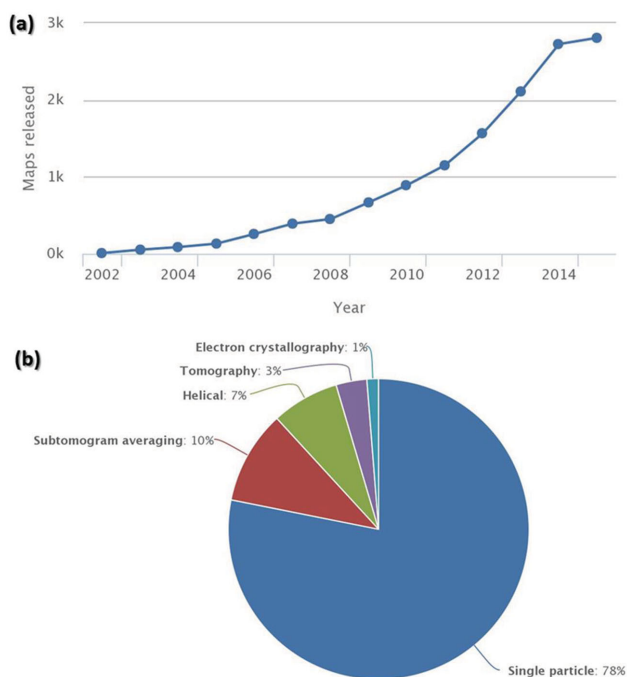 (a)
3k
2k
1k
0k
Maps released
2002 2004 2006 2008 2010 2012 2014
Year
(b)
Electron crystallography: 1%
Tomography: 3%
Helical: 7%
Subtomogram averaging: 10%
Single particle: 78%